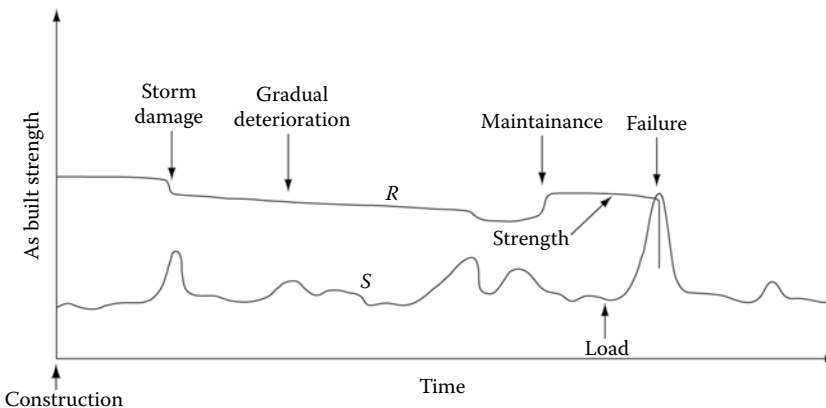 Storm
damage
Gradual
deterioration
Maintainance
Failure
As built strength
R
Strength
S
Load
Time
Construction